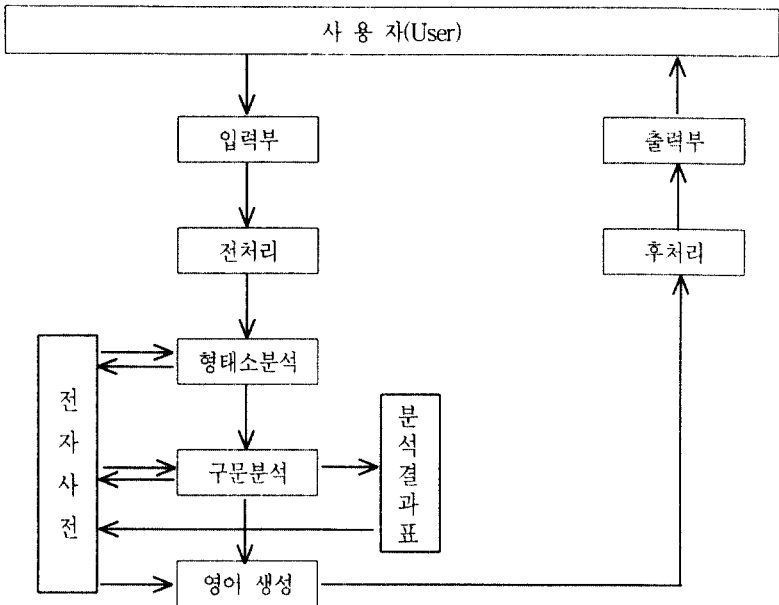 사 용 자(User)
입력부
출력부
전처리
후처리
형태소분석
전
자
사
전
분
석
결
과
표
구문분석
영어 생성